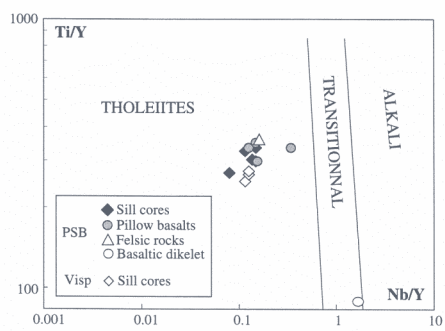 1000
Ti/Y
THOLEIITES
TRANSITIONNAL
ALKALI
PSB
Sill cores
Pillow basalts
Felsic rocks
Basaltic dikelet
Visp
Sill cores
100
Nb/Y
0.001
0.01
0.1
1
10